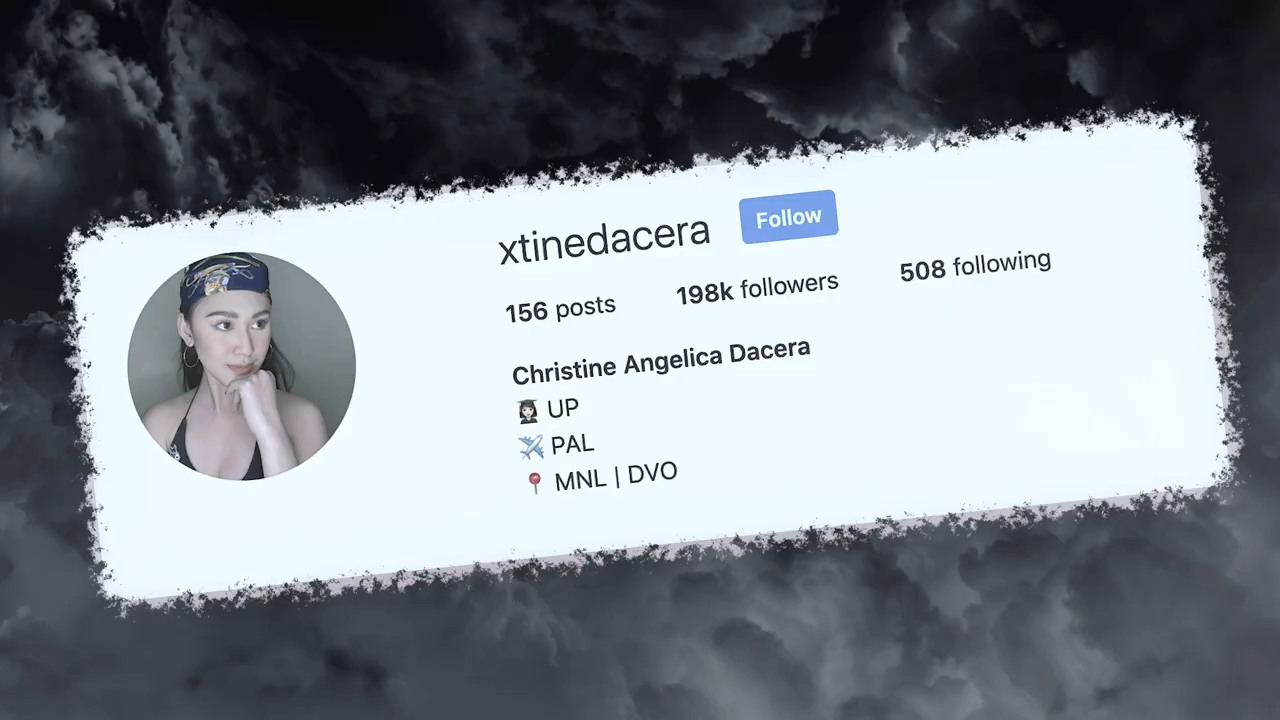 xtinedacera Follow
156 posts 198k followers 508 following
Christine Angelica Dacera
👩🏻‍🎓 UP
✈️ PAL
📍 MNL | DVO